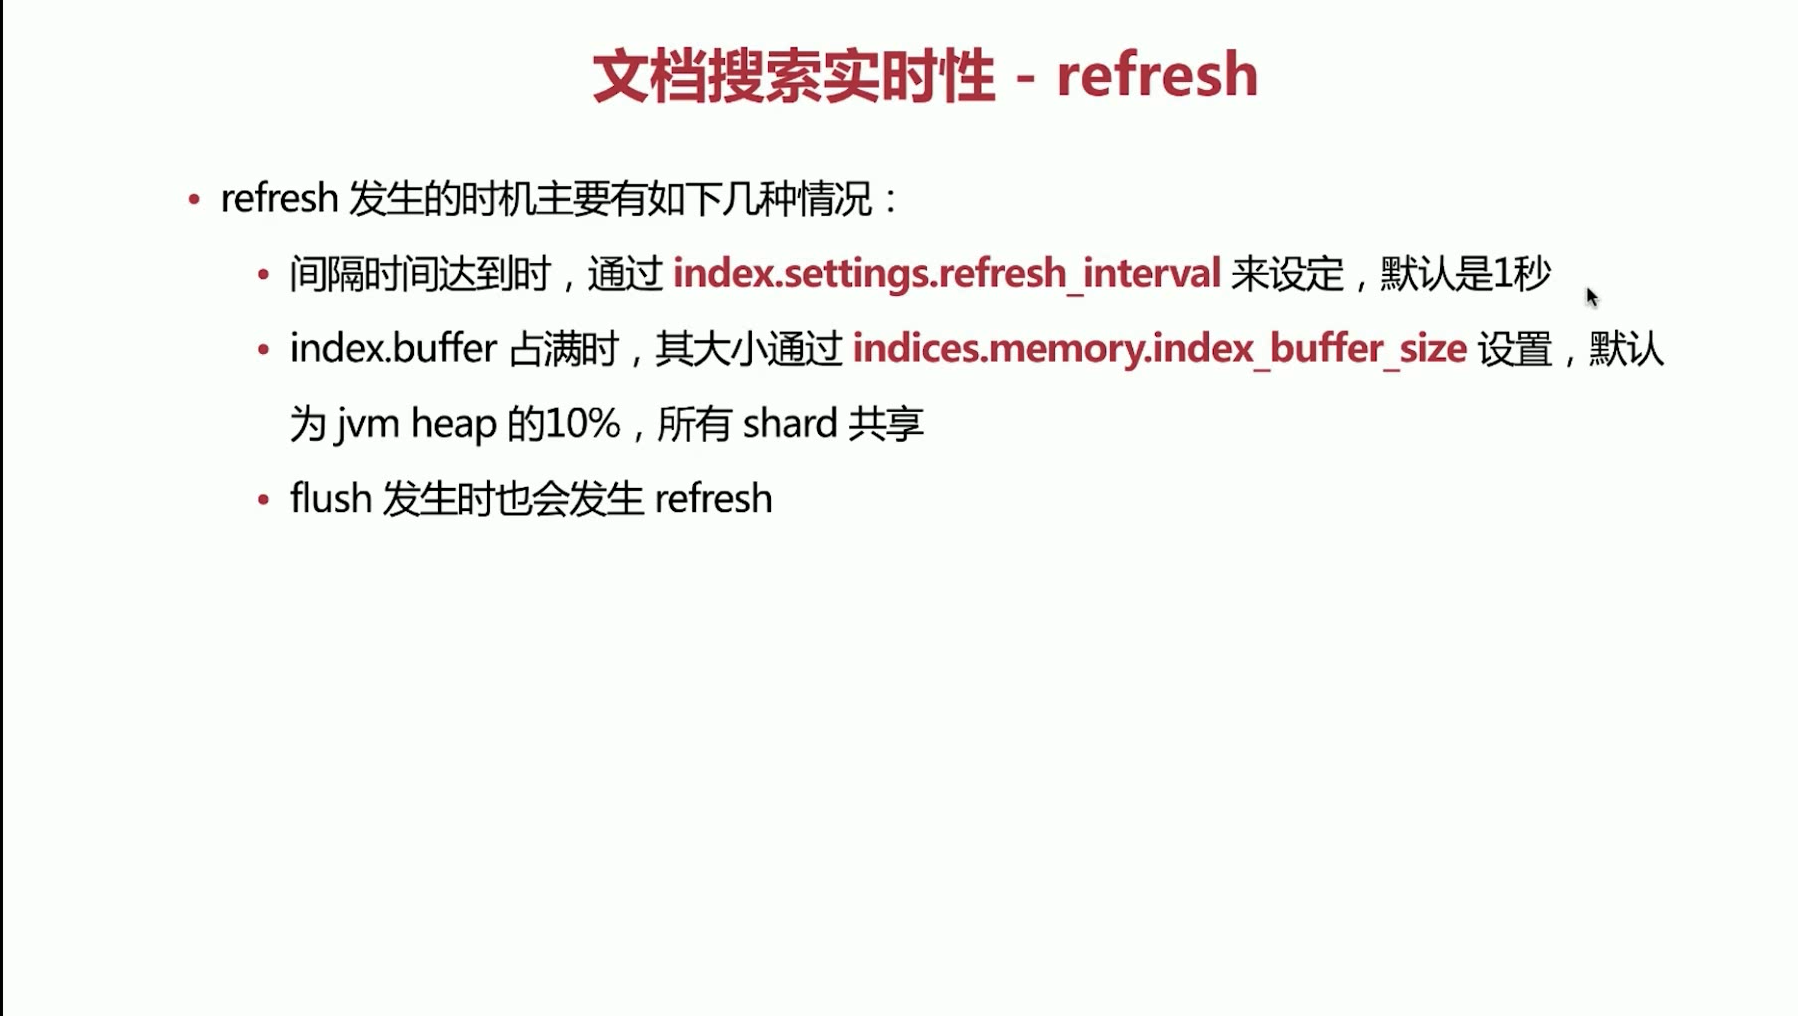 文档搜索实时性 - refresh
• refresh 发生的时机主要有如下几种情况：
• 间隔时间达到时，通过 index.settings.refresh_interval 来设定，默认是1秒
• index.buffer 占满时，其大小通过 indices.memory.index_buffer_size 设置，默认
为 jvm heap 的10%，所有 shard 共享
• flush 发生时也会发生 refresh